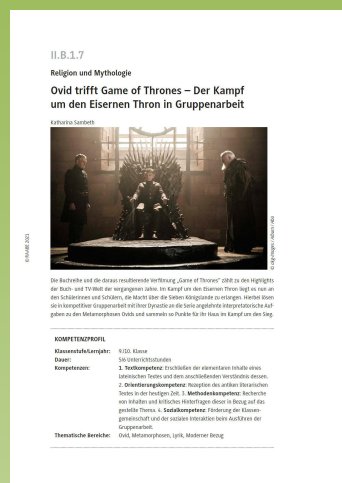 II.B.1.7
Religion und Mythologie
Ovid trifft Game of Thrones – Der Kampf
um den Eisernen Thron in Gruppenarbeit
Katharina Sambeth
© RAABE 2021
© cig-images / Album / vbu
Die Buchreihe und die daraus resultierende Verfilmung „Game of Thrones“ zählt zu den Highlights
der Buch- und TV-Welt der vergangenen Jahre. Im Kampf um den Eisernen Thron liegt es nun an
den Schülerinnen und Schülern, die Macht über die Sieben Königslande zu erlangen. Hierbei lösen
sie in kompetitiver Gruppenarbeit mit ihrer Dynastie an die Serie angelehnte interpretatorische Auf-
gaben zu den Metamorphosen Ovids und sammeln so Punkte für ihr Haus im Kampf um den Sieg.
KOMPETENZPROFIL
Klassenstufe/Lernjahr: 9./10. Klasse
Dauer: 5/6 Unterrichtsstunden
Kompetenzen: 1. Textkompetenz: Erschließen der elementaren Inhalte eines
lateinischen Textes und dem anschließenden Verständnis dessen.
2. Orientierungskompetenz: Rezeption des antiken literarischen
Textes in der heutigen Zeit. 3. Methodenkompetenz: Recherche
von Inhalten und kritisches Hinterfragen dieser in Bezug auf das
gestellte Thema. 4. Sozialkompetenz: Förderung der Klassen-
gemeinschaft und der sozialen Interaktion beim Ausführen der
Gruppenarbeit.
Thematische Bereiche: Ovid, Metamorphosen, Lyrik, Moderner Bezug